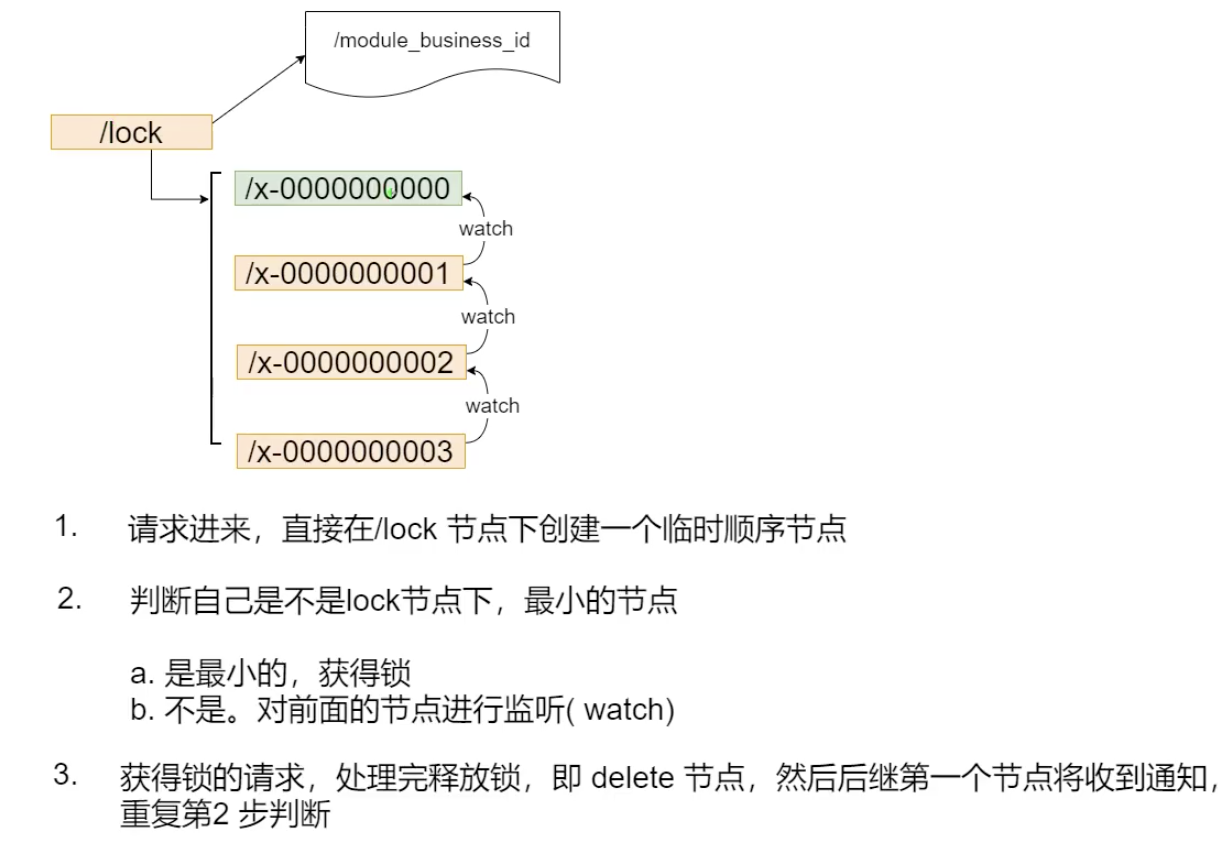 /module_business_id
/lock
/x-0000000000
watch
/x-0000000001
watch
/x-0000000002
watch
/x-0000000003
1. 请求进来，直接在/lock 节点下创建一个临时顺序节点
2. 判断自己是不是lock节点下，最小的节点
a. 是最小的，获得锁
b. 不是。对前面的节点进行监听( watch)
3. 获得锁的请求，处理完释放锁，即 delete 节点，然后后继第一个节点将收到通知，
重复第2 步判断